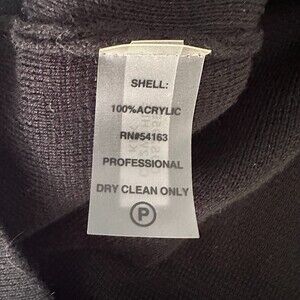 SHELL:
100%ACRYLIC
RN#54163
PROFESSIONAL
DRY CLEAN ONLY
P